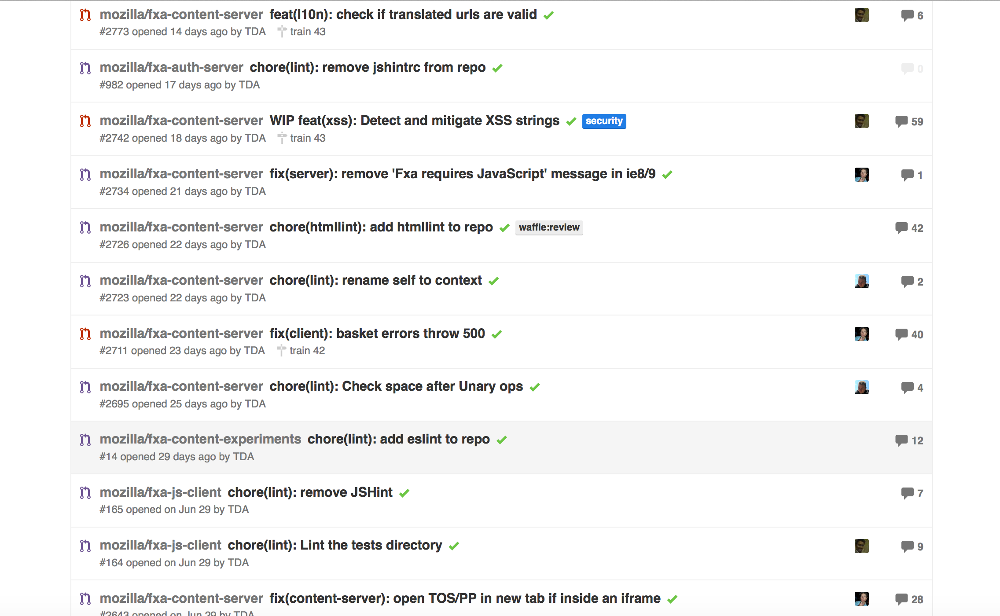 mozilla/fxa-content-server feat(l10n): check if translated urls are valid 6
#2773 opened 14 days ago by TDA train 43
mozilla/fxa-auth-server chore(lint): remove jshintrc from repo 0
#982 opened 17 days ago by TDA
mozilla/fxa-content-server WIP feat(xss): Detect and mitigate XSS strings security 59
#2742 opened 18 days ago by TDA train 43
mozilla/fxa-content-server fix(server): remove 'Fxa requires JavaScript' message in ie8/9 1
#2734 opened 21 days ago by TDA
mozilla/fxa-content-server chore(htmllint): add htmllint to repo waffle:review 42
#2726 opened 22 days ago by TDA
mozilla/fxa-content-server chore(lint): rename self to context 2
#2723 opened 22 days ago by TDA
mozilla/fxa-content-server fix(client): basket errors throw 500 40
#2711 opened 23 days ago by TDA train 42
mozilla/fxa-content-server chore(lint): Check space after Unary ops 4
#2695 opened 25 days ago by TDA
mozilla/fxa-content-experiments chore(lint): add eslint to repo 12
#14 opened 29 days ago by TDA
mozilla/fxa-js-client chore(lint): remove JSHint 7
#165 opened on Jun 29 by TDA
mozilla/fxa-js-client chore(lint): Lint the tests directory 9
#164 opened on Jun 29 by TDA
mozilla/fxa-content-server fix(content-server): open TOS/PP in new tab if inside an iframe 28
#2643 opened on Jun 29 by TDA